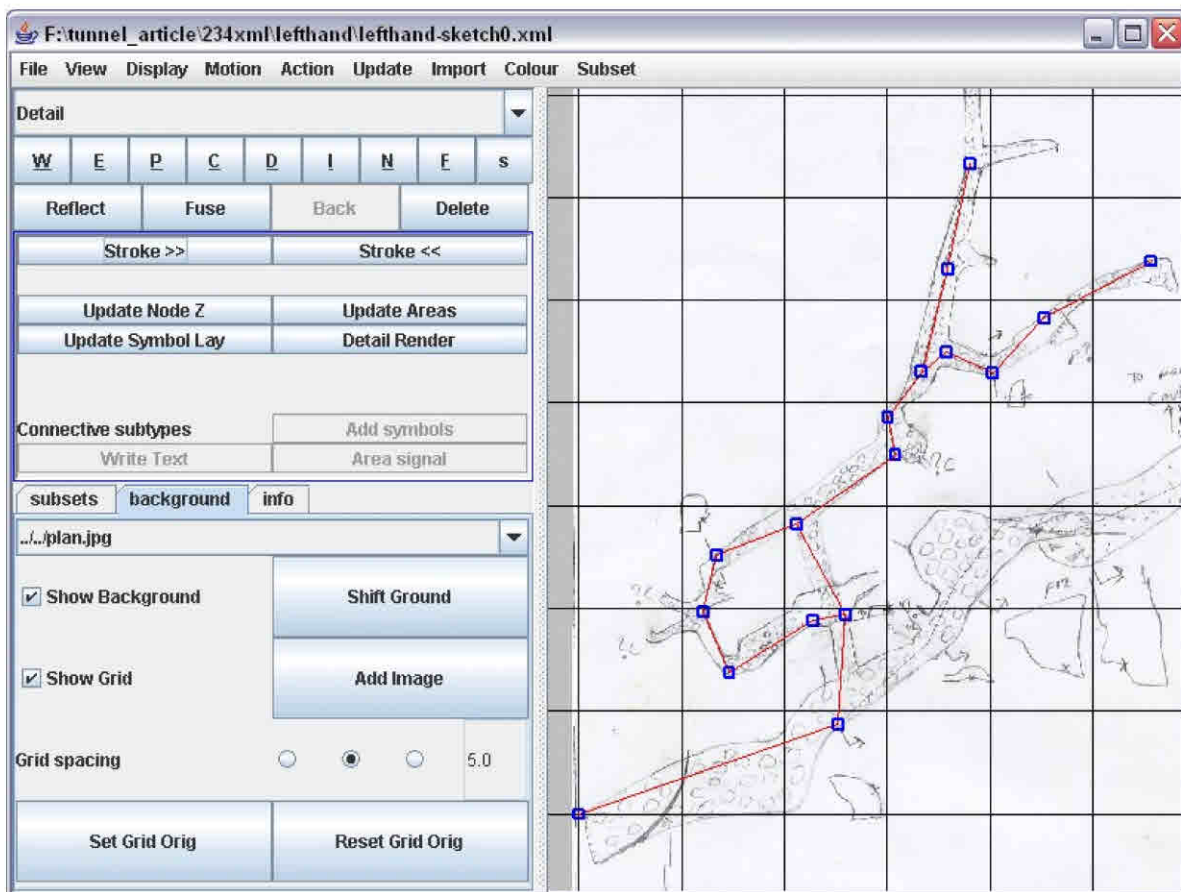 F:\tunnel_article\234xml\lefthand\lefthand-sketch0.xml
File View Display Motion Action Update Import Colour Subset
Detail
W E P C D I N F s
Reflect Fuse Back Delete
Stroke >> Stroke <<
Update Node Z Update Areas
Update Symbol Lay Detail Render
Connective subtypes Add symbols
Write Text Area signal
subsets background info
../../plan.jpg
Show Background Shift Ground
Show Grid Add Image
Grid spacing 5.0
Set Grid Orig Reset Grid Orig
To
?C
?C